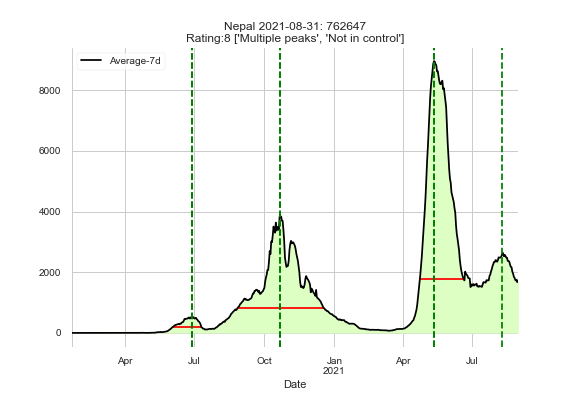 Nepal 2021-08-31: 762647
Rating:8 ['Multiple peaks', 'Not in control']
Average-7d
8000
6000
4000
2000
0
Apr
Jul
Oct
Jan
2021
Apr
Jul
Date